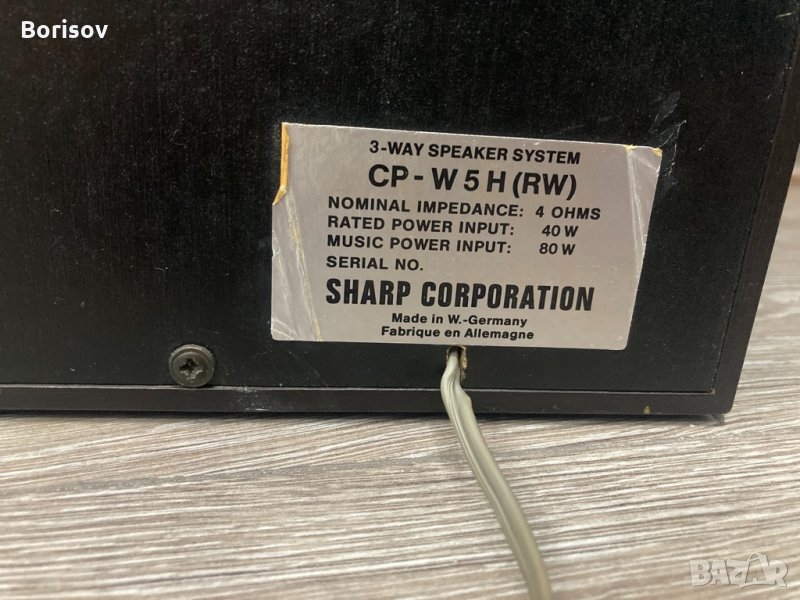 Borisov
3-WAY SPEAKER SYSTEM
CP-W5H(RW)
NOMINAL IMPEDANCE: 4 OHMS
RATED POWER INPUT: 40 W
MUSIC POWER INPUT: 80 W
SERIAL NO.
SHARP CORPORATION
Made in W.-Germany
Fabrique en Allemagne
BAZAR